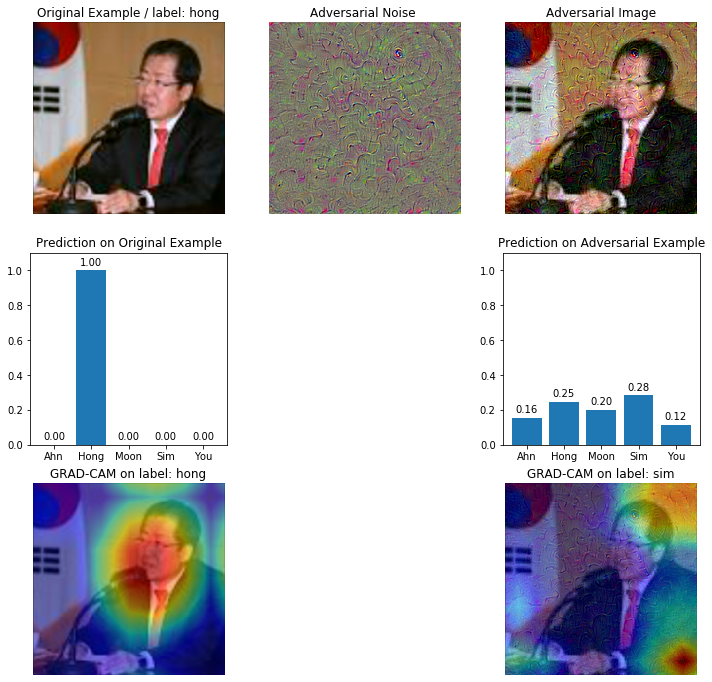 Original Example / label: hong
Adversarial Noise
Adversarial Image
Prediction on Original Example
1.0
0.8
0.6
0.4
0.2
0.0
0.00
1.00
0.00
0.00
0.00
Ahn
Hong
Moon
Sim
You
Prediction on Adversarial Example
1.0
0.8
0.6
0.4
0.2
0.0
0.16
0.25
0.20
0.28
0.12
Ahn
Hong
Moon
Sim
You
GRAD-CAM on label: hong
GRAD-CAM on label: sim